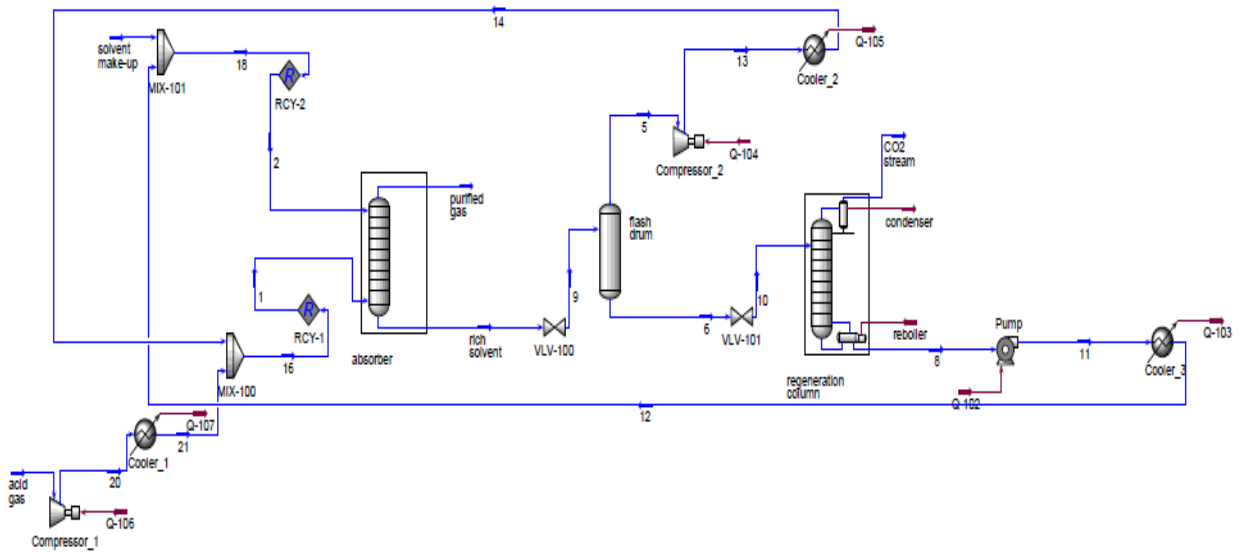 14
solvent
make-up
18
MIX-101
R
RCY-2
13
Q-105
Cooler_2
5
Q-104
Compressor_2
CO2
stream
2
purified
gas
flash
drum
condenser
1
R
RCY-1
9
10
6
VLV-101
reboiler
rich
solvent
VLV-100
absorber
16
MIX-100
8
Pump
11
Q-103
Cooler_3
regeneration
column
Q-102
12
Q-107
21
Cooler_1
20
acid
gas
Q-106
Compressor_1